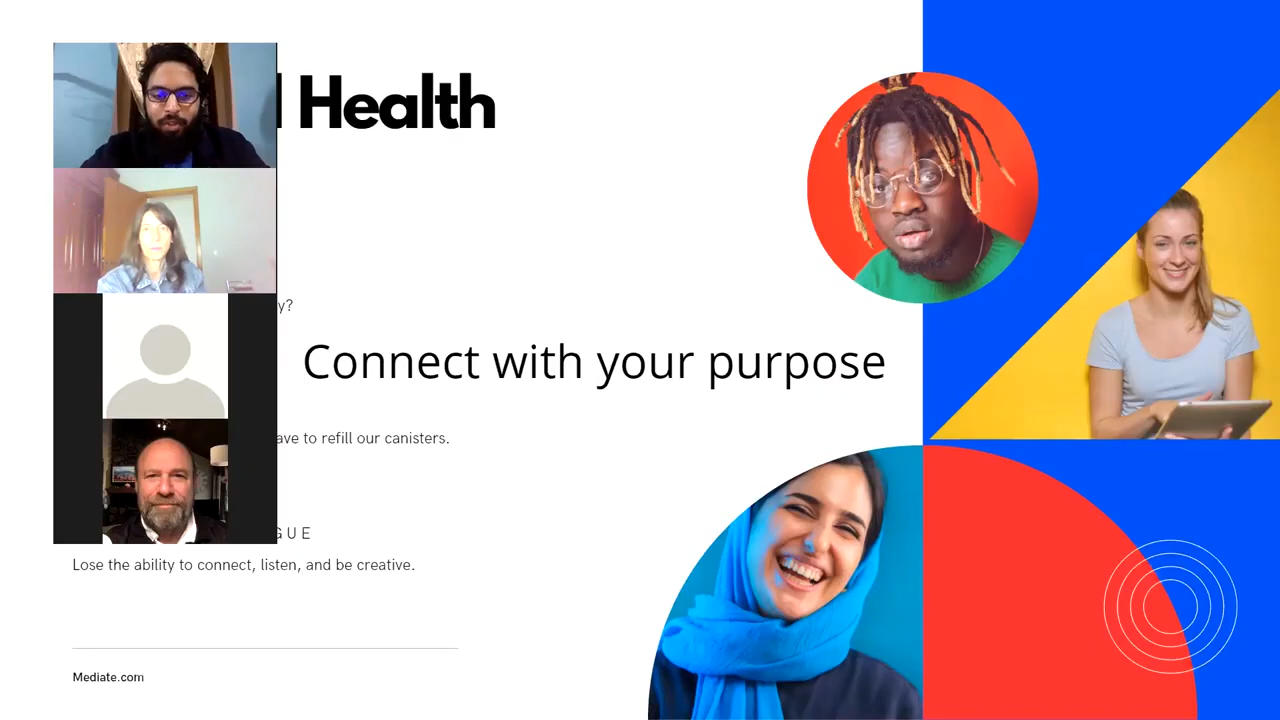 Health
y?
Connect with your purpose
ave to refill our canisters.
GUE
Lose the ability to connect, listen, and be creative.
Mediate.com